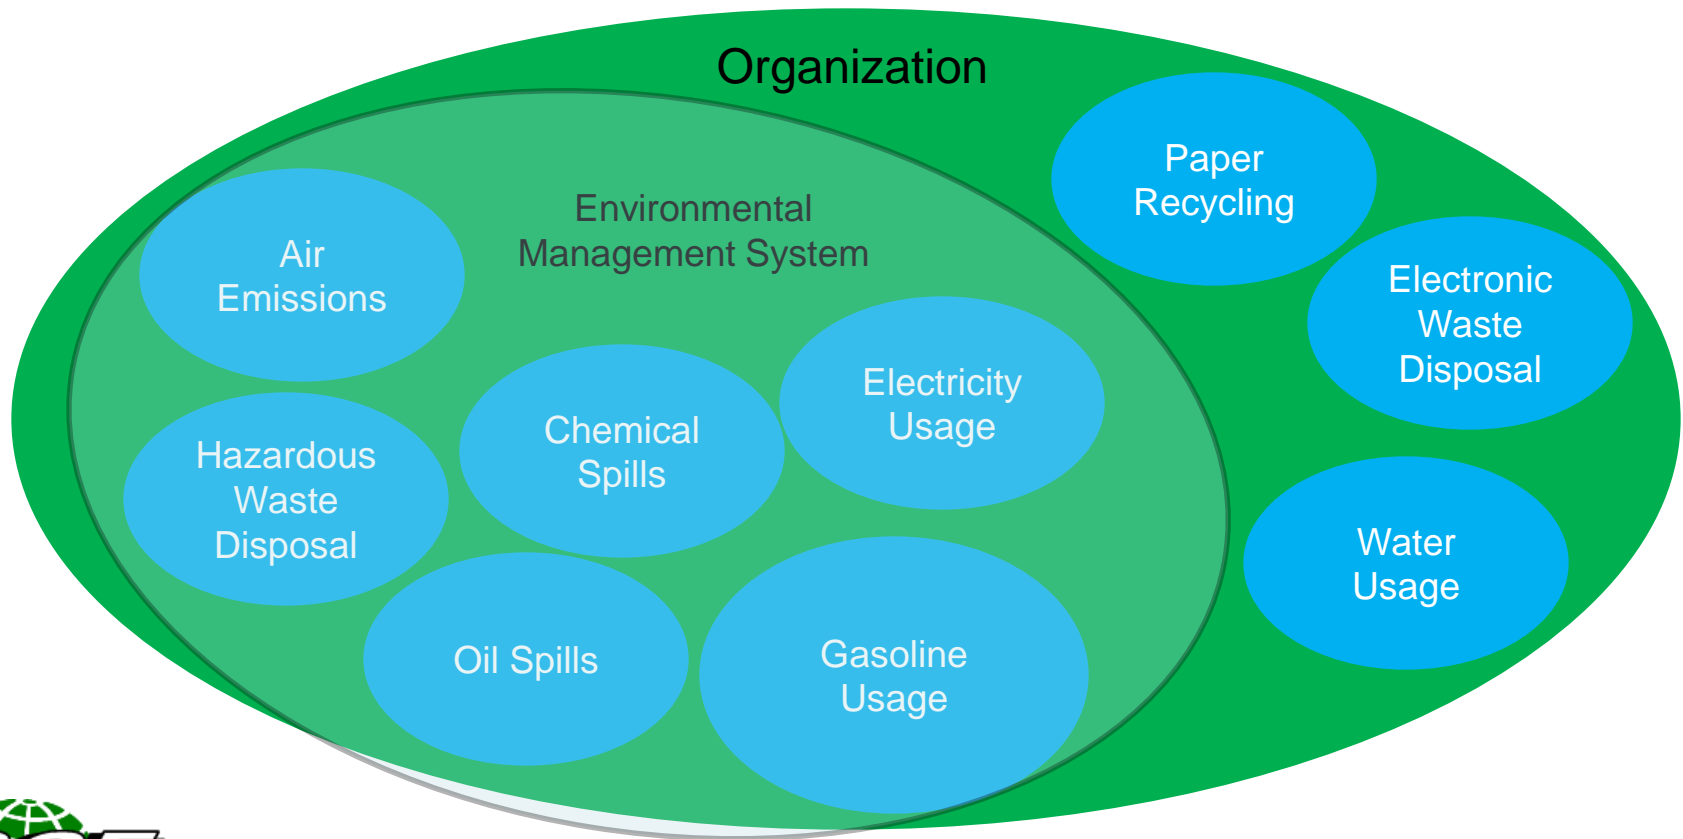 Organization
Environmental
Management System
Air
Emissions
Hazardous
Waste
Disposal
Chemical
Spills
Electricity
Usage
Oil Spills
Gasoline
Usage
Paper
Recycling
Electronic
Waste
Disposal
Water
Usage